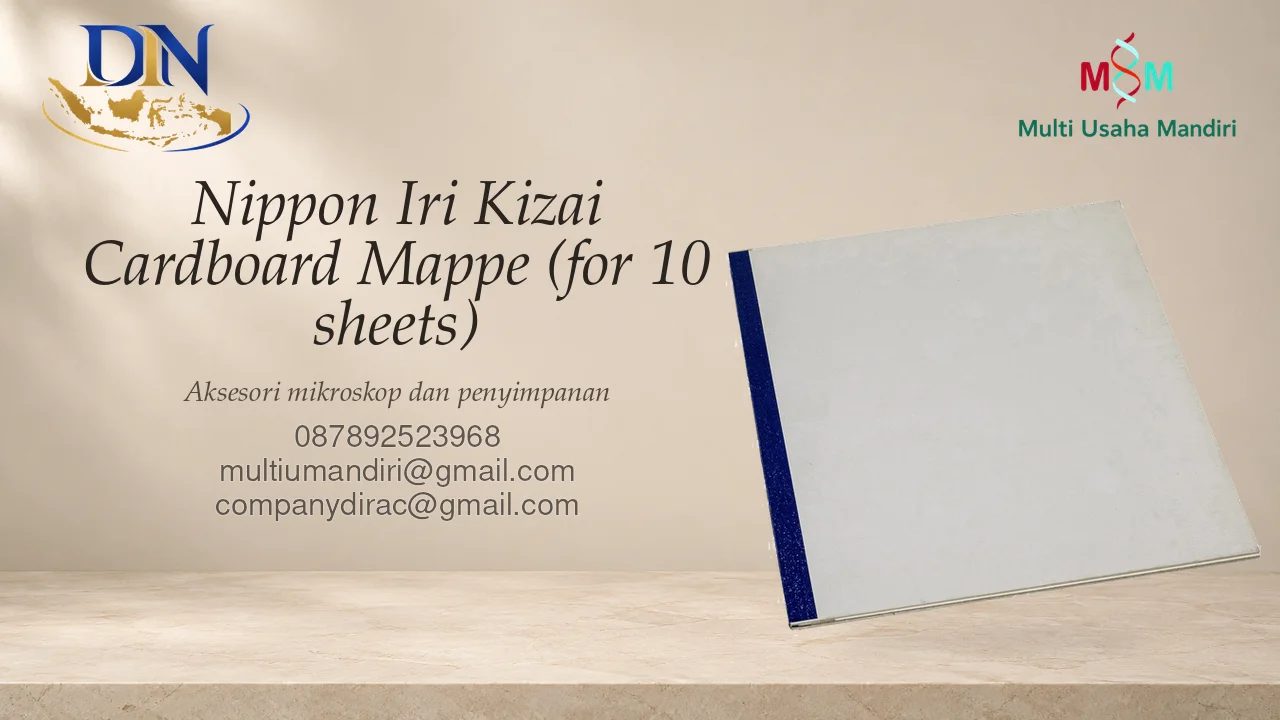 DIN
M M
Multi Usaha Mandiri
Nippon Iri Kizai
Cardboard Mappe (for 10
sheets)
Aksesori mikroskop dan penyimpanan
087892523968
multiumandiri@gmail.com
companydirac@gmail.com